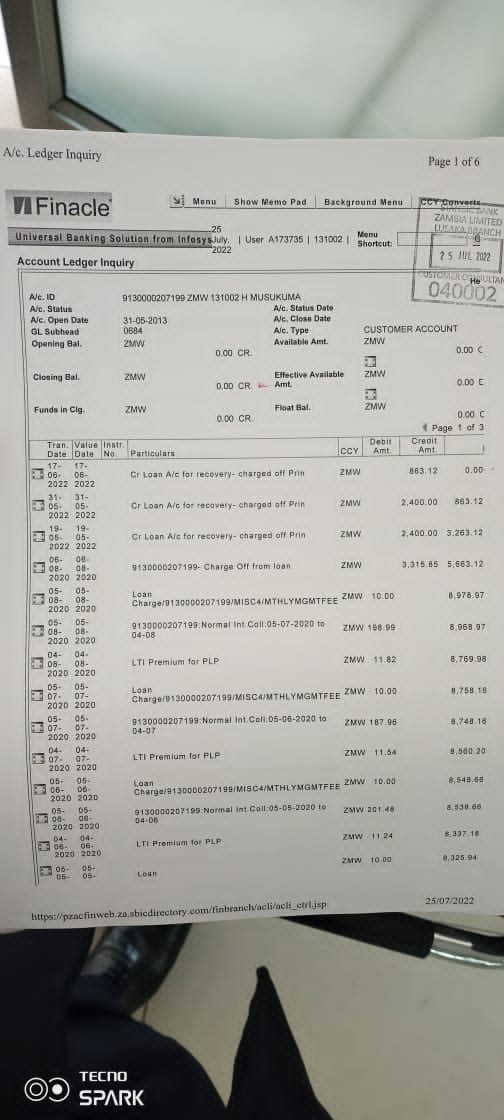 A/c. Ledger Inquiry
Page 1 of 6
Finacle
Menu | Show Memo Pad | Background Menu | CCY Converte
ZAMBIA LIMITED
LUSAKA BRANCH
25 JUL 2022
CUSTOMER CONSULTAN
040002
Universal Banking Solution from Infosys
25 July, 2022 | User A173735 | 131002 | Menu Shortcut:
Account Ledger Inquiry
A/c. ID 9130000207199 ZMW 131002 H MUSUKUMA
A/c. Status A/c. Status Date
A/c. Open Date 31-05-2013 A/c. Close Date
GL Subhead 0684 A/c. Type CUSTOMER ACCOUNT
Opening Bal. ZMW 0.00 CR. Available Amt. ZMW 0.00 C
Closing Bal. ZMW 0.00 CR. Effective Available Amt. ZMW 0.00 C
Funds in Clg. ZMW 0.00 CR. Float Bal. ZMW 0.00 C
Page 1 of 3
Tran. Date Value Date Instr. No. Particulars CCY Debit Amt. Credit Amt.
17-06-2022 17-06-2022 Cr Loan A/c for recovery- charged off Prin ZMW 863.12 0.00
31-05-2022 31-05-2022 Cr Loan A/c for recovery- charged off Prin ZMW 2,400.00 863.12
19-05-2022 19-05-2022 Cr Loan A/c for recovery- charged off Prin ZMW 2,400.00 3,263.12
06-08-2020 06-08-2020 9130000207199- Charge Off from loan ZMW 3,315.85 5,663.12
05-08-2020 05-08-2020 Loan Charge/9130000207199/MISC4/MTHLYMGMTFEE ZMW 10.00 8,978.97
05-08-2020 05-08-2020 9130000207199:Normal Int.Coll:05-07-2020 to 04-08 ZMW 198.99 8,968.97
04-08-2020 04-08-2020 LTI Premium for PLP ZMW 11.82 8,769.98
05-07-2020 05-07-2020 Loan Charge/9130000207199/MISC4/MTHLYMGMTFEE ZMW 10.00 8,758.16
05-07-2020 05-07-2020 9130000207199:Normal Int.Coll:05-06-2020 to 04-07 ZMW 187.96 8,748.16
04-07-2020 04-07-2020 LTI Premium for PLP ZMW 11.54 8,560.20
05-06-2020 05-06-2020 Loan Charge/9130000207199/MISC4/MTHLYMGMTFEE ZMW 10.00 8,548.66
05-06-2020 05-06-2020 9130000207199:Normal Int.Coll:05-05-2020 to 04-06 ZMW 201.48 8,538.66
04-06-2020 04-06-2020 LTI Premium for PLP ZMW 11.24 8,337.18
05-05- 05-05- Loan ZMW 10.00 8,325.94
https://pzacfinweb.za.sbicdirectory.com/finbranch/acli/acli_ctrl.jsp
25/07/2022
TECNO
SPARK